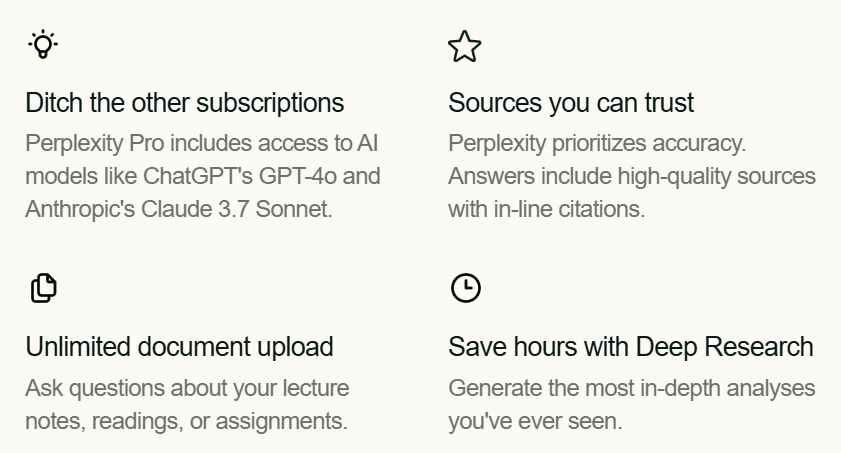 Ditch the other subscriptions
Perplexity Pro includes access to AI
models like ChatGPT's GPT-4o and
Anthropic's Claude 3.7 Sonnet.
Sources you can trust
Perplexity prioritizes accuracy.
Answers include high-quality sources
with in-line citations.
Unlimited document upload
Ask questions about your lecture
notes, readings, or assignments.
Save hours with Deep Research
Generate the most in-depth analyses
you've ever seen.